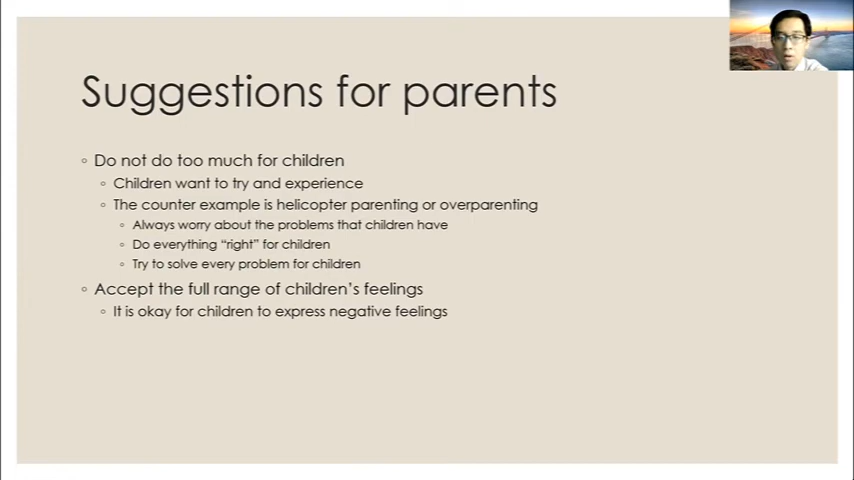 Suggestions for parents
◦ Do not do too much for children
◦ Children want to try and experience
◦ The counter example is helicopter parenting or overparenting
◦ Always worry about the problems that children have
◦ Do everything “right” for children
◦ Try to solve every problem for children
◦ Accept the full range of children’s feelings
◦ It is okay for children to express negative feelings